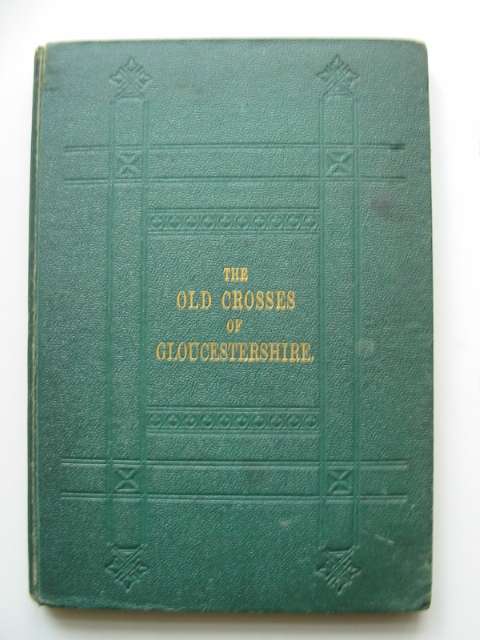 THE
OLD CROSSES
OF
GLOUCESTERSHIRE.